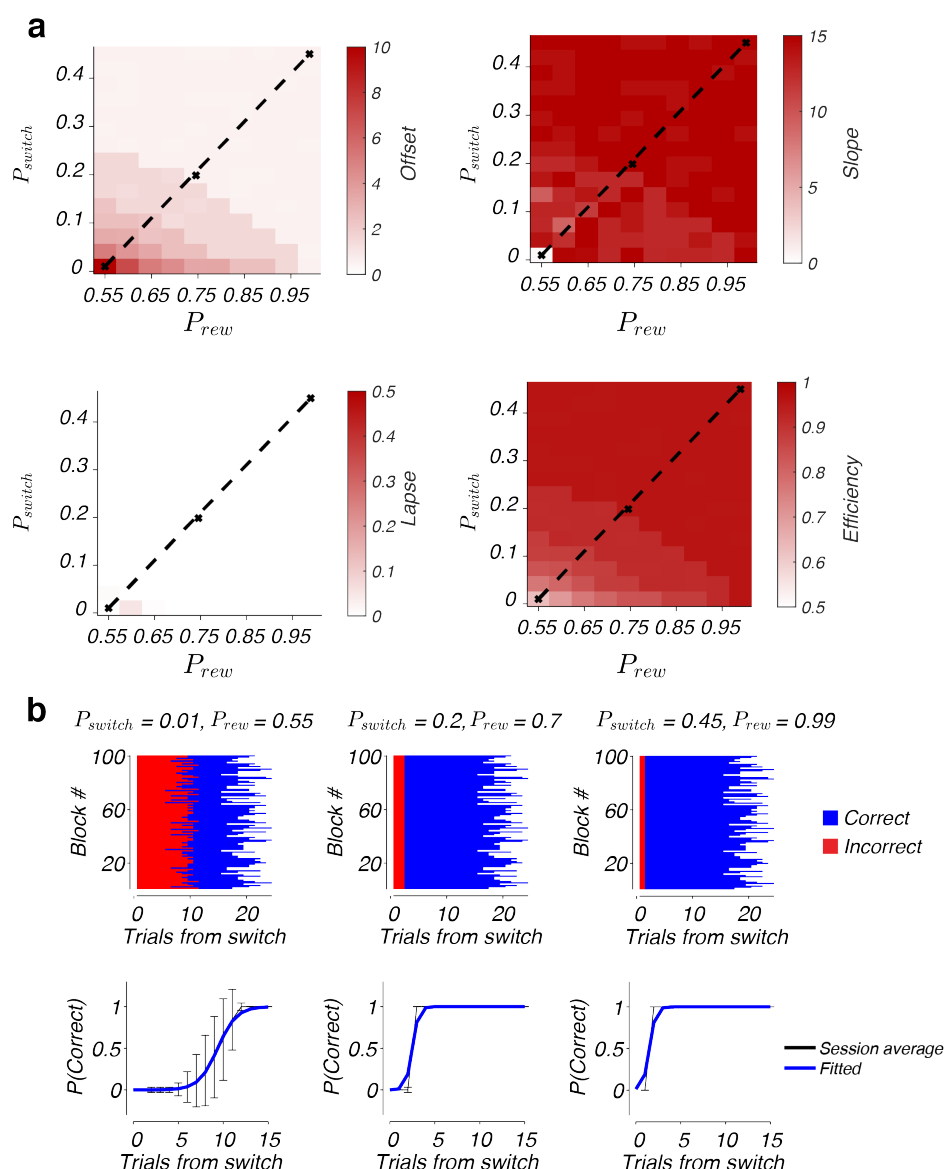 a
P_switch
0.4
0.3
0.2
0.1
0
0.55 0.65 0.75 0.85 0.95
P_rew
10
8
6
4
2
0
Offset
P_switch
0.4
0.3
0.2
0.1
0
0.55 0.65 0.75 0.85 0.95
P_rew
15
10
5
0
Slope
P_switch
0.4
0.3
0.2
0.1
0
0.55 0.65 0.75 0.85 0.95
P_rew
0.5
0.4
0.3
0.2
0.1
0
Lapse
P_switch
0.4
0.3
0.2
0.1
0
0.55 0.65 0.75 0.85 0.95
P_rew
1
0.9
0.8
0.7
0.6
0.5
Efficiency
b
P_switch = 0.01, P_rew = 0.55
P_switch = 0.2, P_rew = 0.7
P_switch = 0.45, P_rew = 0.99
Block #
100
60
20
0 10 20
Trials from switch
Block #
100
60
20
0 10 20
Trials from switch
Block #
100
60
20
0 10 20
Trials from switch
Correct
Incorrect
P(Correct)
1
0.5
0
0 5 10 15
Trials from switch
P(Correct)
1
0.5
0
0 5 10 15
Trials from switch
P(Correct)
1
0.5
0
0 5 10 15
Trials from switch
Session average
Fitted